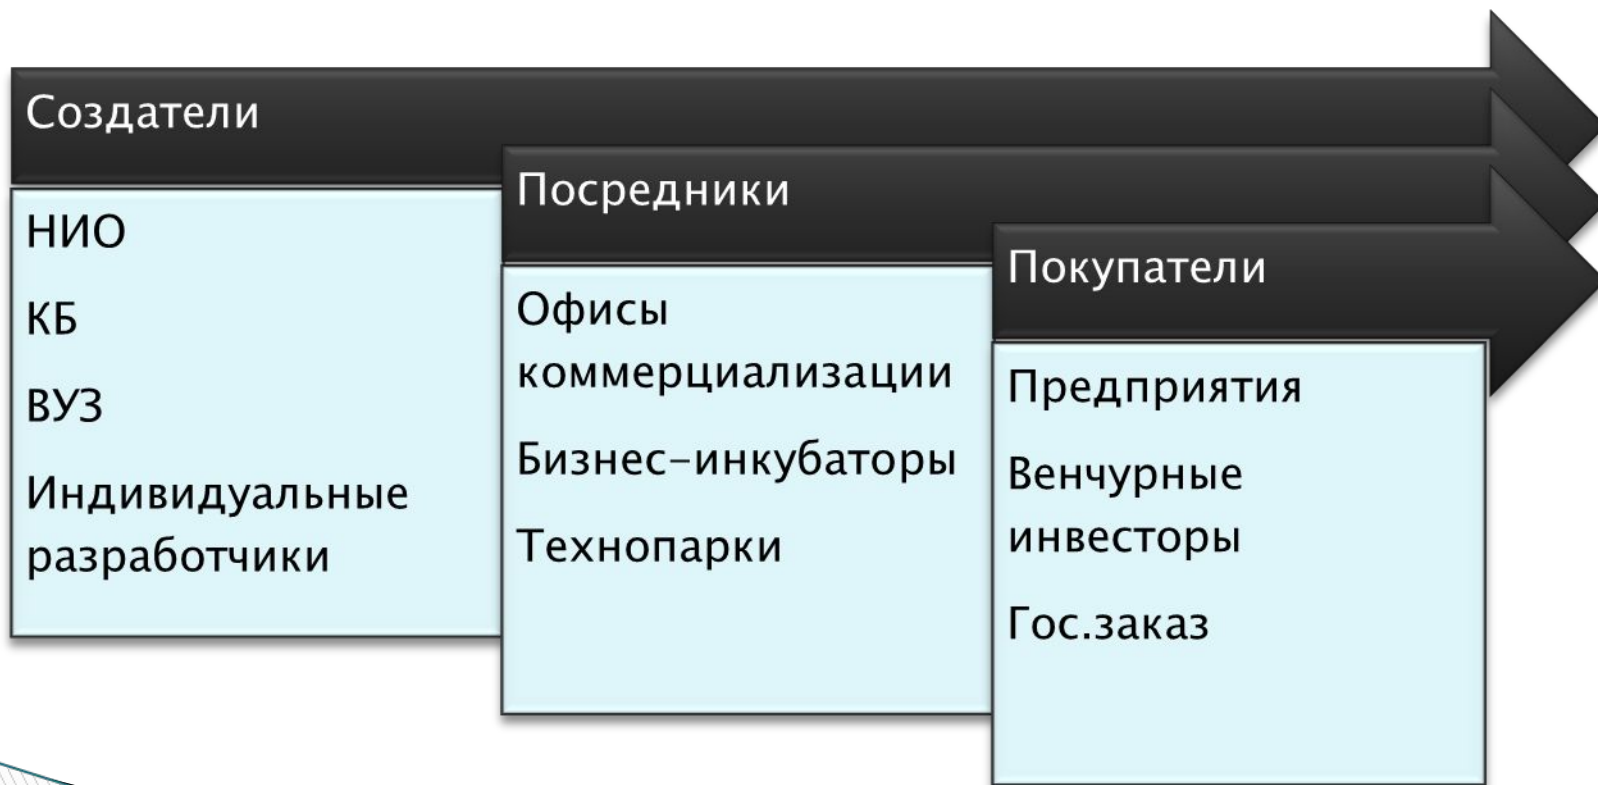 Создатели
НИО
КБ
ВУЗ
Индивидуальные
разработчики
Посредники
Офисы
коммерциализации
Бизнес-инкубаторы
Технопарки
Покупатели
Предприятия
Венчурные
инвесторы
Гос.заказ